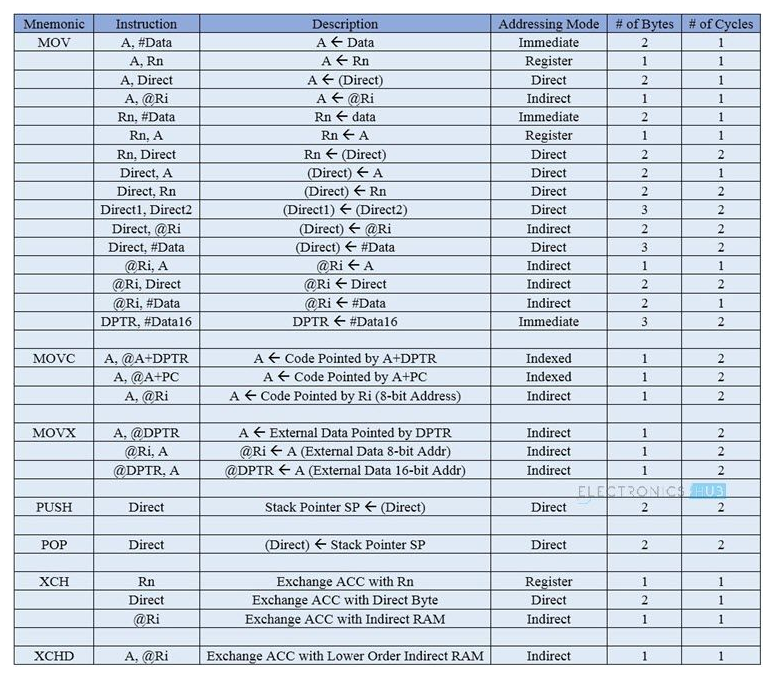 Mnemonic Instruction Description Addressing Mode # of Bytes # of Cycles
MOV A, #Data A ← Data Immediate 2 1
A, Rn A ← Rn Register 1 1
A, Direct A ← (Direct) Direct 2 1
A, @Ri A ← @Ri Indirect 1 1
Rn, #Data Rn ← data Immediate 2 1
Rn, A Rn ← A Register 1 1
Rn, Direct Rn ← (Direct) Direct 2 2
Direct, A (Direct) ← A Direct 2 1
Direct, Rn (Direct) ← Rn Direct 2 2
Direct1, Direct2 (Direct1) ← (Direct2) Direct 3 2
Direct, @Ri (Direct) ← @Ri Indirect 2 2
Direct, #Data (Direct) ← #Data Direct 3 2
@Ri, A @Ri ← A Indirect 1 1
@Ri, Direct @Ri ← Direct Indirect 2 2
@Ri, #Data @Ri ← #Data Indirect 2 1
DPTR, #Data16 DPTR ← #Data16 Immediate 3 2
MOVC A, @A+DPTR A ← Code Pointed by A+DPTR Indexed 1 2
A, @A+PC A ← Code Pointed by A+PC Indexed 1 2
A, @Ri A ← Code Pointed by Ri (8-bit Address) Indirect 1 2
MOVX A, @DPTR A ← External Data Pointed by DPTR Indirect 1 2
@Ri, A @Ri ← A (External Data 8-bit Addr) Indirect 1 2
@DPTR, A @DPTR ← A (External Data 16-bit Addr) Indirect 1 2
ELECTRONICS HUB
PUSH Direct Stack Pointer SP ← (Direct) Direct 2 2
POP Direct (Direct) ← Stack Pointer SP Direct 2 2
XCH Rn Exchange ACC with Rn Register 1 1
Direct Exchange ACC with Direct Byte Direct 2 1
@Ri Exchange ACC with Indirect RAM Indirect 1 1
XCHD A, @Ri Exchange ACC with Lower Order Indirect RAM Indirect 1 1